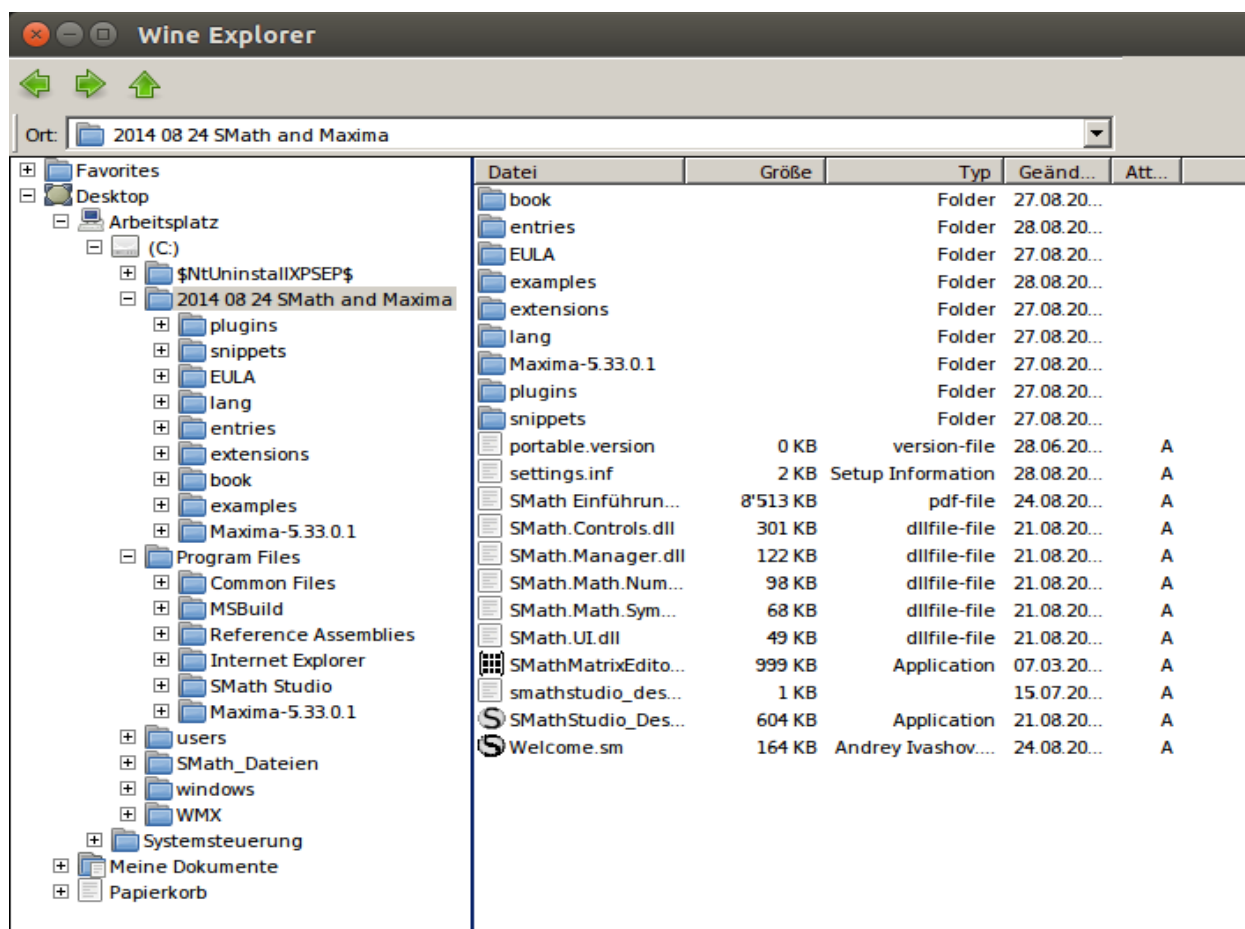 Wine Explorer
Ort: 2014 08 24 SMath and Maxima
Favorites
Desktop
Arbeitsplatz
(C:)
$NtUninstallXPSEP$
2014 08 24 SMath and Maxima
plugins
snippets
EULA
lang
entries
extensions
book
examples
Maxima-5.33.0.1
Program Files
Common Files
MSBuild
Reference Assemblies
Internet Explorer
SMath Studio
Maxima-5.33.0.1
users
SMath_Dateien
windows
WMX
Systemsteuerung
Meine Dokumente
Papierkorb
Datei Größe Typ Geänd... Att...
book Folder 27.08.20...
entries Folder 28.08.20...
EULA Folder 27.08.20...
examples Folder 28.08.20...
extensions Folder 27.08.20...
lang Folder 27.08.20...
Maxima-5.33.0.1 Folder 27.08.20...
plugins Folder 27.08.20...
snippets Folder 27.08.20...
portable.version 0 KB version-file 28.06.20... A
settings.inf 2 KB Setup Information 28.08.20... A
SMath Einführun... 8'513 KB pdf-file 24.08.20... A
SMath.Controls.dll 301 KB dllfile-file 21.08.20... A
SMath.Manager.dll 122 KB dllfile-file 21.08.20... A
SMath.Math.Num... 98 KB dllfile-file 21.08.20... A
SMath.Math.Sym... 68 KB dllfile-file 21.08.20... A
SMath.UI.dll 49 KB dllfile-file 21.08.20... A
SMathMatrixEdito... 999 KB Application 07.03.20... A
smathstudio_des... 1 KB 15.07.20... A
SMathStudio_Des... 604 KB Application 21.08.20... A
Welcome.sm 164 KB Andrey Ivashov.... 24.08.20... A